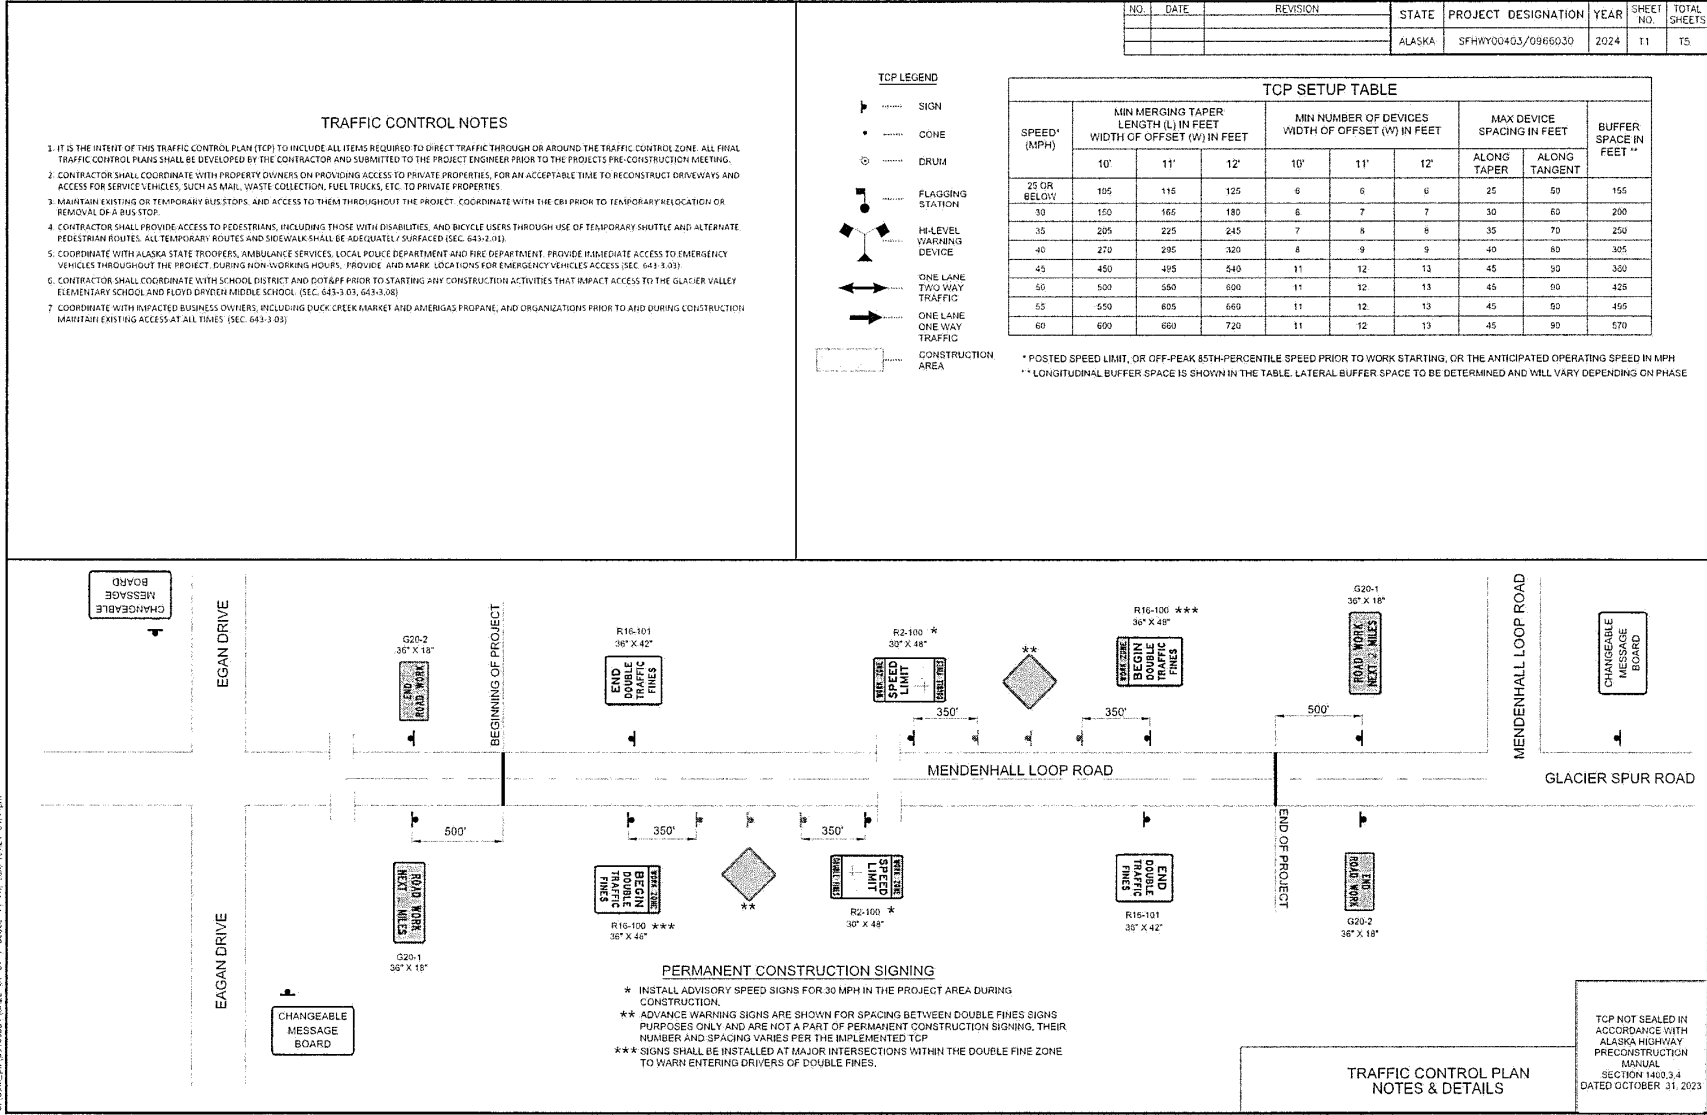 NO. DATE REVISION STATE PROJECT DESIGNATION YEAR SHEET NO. TOTAL SHEETS
ALASKA SFHWY00403/0966030 2024 T1 T5
TRAFFIC CONTROL NOTES
1. IT IS THE INTENT OF THIS TRAFFIC CONTROL PLAN (TCP) TO INCLUDE ALL ITEMS REQUIRED TO DIRECT TRAFFIC THROUGH OR AROUND THE TRAFFIC CONTROL ZONE. ALL FINAL
TRAFFIC CONTROL PLANS SHALL BE DEVELOPED BY THE CONTRACTOR AND SUBMITTED TO THE PROJECT ENGINEER PRIOR TO THE PROJECTS PRE-CONSTRUCTION MEETING.
2. CONTRACTOR SHALL COORDINATE WITH PROPERTY OWNERS ON PROVIDING ACCESS TO PRIVATE PROPERTIES, FOR AN ACCEPTABLE TIME TO RECONSTRUCT DRIVEWAYS AND
ACCESS FOR SERVICE VEHICLES, SUCH AS MAIL, WASTE COLLECTION, FUEL TRUCKS, ETC. TO PRIVATE PROPERTIES.
3. MAINTAIN EXISTING OR TEMPORARY BUS STOPS, AND ACCESS TO THEM THROUGHOUT THE PROJECT. COORDINATE WITH THE CBJ PRIOR TO TEMPORARY RELOCATION OR
REMOVAL OF A BUS STOP.
4. CONTRACTOR SHALL PROVIDE ACCESS TO PEDESTRIANS, INCLUDING THOSE WITH DISABILITIES, AND BICYCLE USERS THROUGH USE OF TEMPORARY SHUTTLE AND ALTERNATE
PEDESTRIAN ROUTES. ALL TEMPORARY ROUTES AND SIDEWALK SHALL BE ADEQUATELY SURFACED (SEC. 643-2.01).
5. COORDINATE WITH ALASKA STATE TROOPERS, AMBULANCE SERVICES, LOCAL POLICE DEPARTMENT AND FIRE DEPARTMENT. PROVIDE IMMEDIATE ACCESS TO EMERGENCY
VEHICLES THROUGHOUT THE PROJECT. DURING NON-WORKING HOURS, PROVIDE AND MARK LOCATIONS FOR EMERGENCY VEHICLES ACCESS (SEC. 643-3.03).
6. CONTRACTOR SHALL COORDINATE WITH SCHOOL DISTRICT AND DOT&PF PRIOR TO STARTING ANY CONSTRUCTION ACTIVITIES THAT IMPACT ACCESS TO THE GLACIER VALLEY
ELEMENTARY SCHOOL AND FLOYD DRYDEN MIDDLE SCHOOL. (SEC. 643-3.03, 643-3.08)
7. COORDINATE WITH IMPACTED BUSINESS OWNERS, INCLUDING DUCK CREEK MARKET AND AMERIGAS PROPANE, AND ORGANIZATIONS PRIOR TO AND DURING CONSTRUCTION
MAINTAIN EXISTING ACCESS AT ALL TIMES (SEC. 643-3.03)
TCP LEGEND
SIGN
CONE
DRUM
FLAGGING
STATION
HI-LEVEL
WARNING
DEVICE
ONE LANE
TWO WAY
TRAFFIC
ONE LANE
ONE WAY
TRAFFIC
CONSTRUCTION
AREA
TCP SETUP TABLE
SPEED* (MPH)
MIN MERGING TAPER
LENGTH (L) IN FEET
WIDTH OF OFFSET (W) IN FEET
MIN NUMBER OF DEVICES
WIDTH OF OFFSET (W) IN FEET
MAX DEVICE
SPACING IN FEET
BUFFER
SPACE IN
FEET **
10' 11' 12' 10' 11' 12' ALONG TAPER ALONG TANGENT
25 OR BELOW 105 115 125 6 6 6 25 50 155
30 150 165 180 6 7 7 30 60 200
35 205 225 245 7 8 8 35 70 250
40 270 295 320 8 9 9 40 80 305
45 450 495 540 11 12 13 45 90 360
50 500 550 600 11 12 13 45 90 425
55 550 605 660 11 12 13 45 90 495
60 600 660 720 11 12 13 45 90 570
* POSTED SPEED LIMIT, OR OFF-PEAK 85TH-PERCENTILE SPEED PRIOR TO WORK STARTING, OR THE ANTICIPATED OPERATING SPEED IN MPH
** LONGITUDINAL BUFFER SPACE IS SHOWN IN THE TABLE. LATERAL BUFFER SPACE TO BE DETERMINED AND WILL VARY DEPENDING ON PHASE
CHANGEABLE
MESSAGE
BOARD
EGAN DRIVE
G20-2
36" X 18"
END
ROAD WORK
BEGINNING OF PROJECT
R16-101
36" X 42"
END
DOUBLE
TRAFFIC
FINES
R2-100 *
30" X 48"
WORK ZONE
SPEED
LIMIT
DOUBLE FINES
350'
**
R16-100 ***
36" X 48"
WORK ZONE
BEGIN
DOUBLE
TRAFFIC
FINES
350'
G20-1
36" X 18"
ROAD WORK
NEXT 2 MILES
500'
MENDENHALL LOOP ROAD
CHANGEABLE
MESSAGE
BOARD
MENDENHALL LOOP ROAD
GLACIER SPUR ROAD
500'
350'
350'
ROAD WORK
NEXT MILES
G20-1
36" X 18"
EAGAN DRIVE
WORK ZONE
BEGIN
DOUBLE
TRAFFIC
FINES
R16-100 ***
36" X 48"
**
WORK ZONE
SPEED
LIMIT
DOUBLE FINES
R2-100 *
30" X 48"
END
DOUBLE
TRAFFIC
FINES
R16-101
36" X 42"
END OF PROJECT
END
ROAD WORK
G20-2
36" X 18"
CHANGEABLE
MESSAGE
BOARD
PERMANENT CONSTRUCTION SIGNING
* INSTALL ADVISORY SPEED SIGNS FOR 30 MPH IN THE PROJECT AREA DURING
CONSTRUCTION.
** ADVANCE WARNING SIGNS ARE SHOWN FOR SPACING BETWEEN DOUBLE FINES SIGNS
PURPOSES ONLY AND ARE NOT A PART OF PERMANENT CONSTRUCTION SIGNING, THEIR
NUMBER AND SPACING VARIES PER THE IMPLEMENTED TCP
*** SIGNS SHALL BE INSTALLED AT MAJOR INTERSECTIONS WITHIN THE DOUBLE FINE ZONE
TO WARN ENTERING DRIVERS OF DOUBLE FINES.
TRAFFIC CONTROL PLAN
NOTES & DETAILS
TCP NOT SEALED IN
ACCORDANCE WITH
ALASKA HIGHWAY
PRECONSTRUCTION
MANUAL
SECTION 1400.3.4
DATED OCTOBER 31, 2023